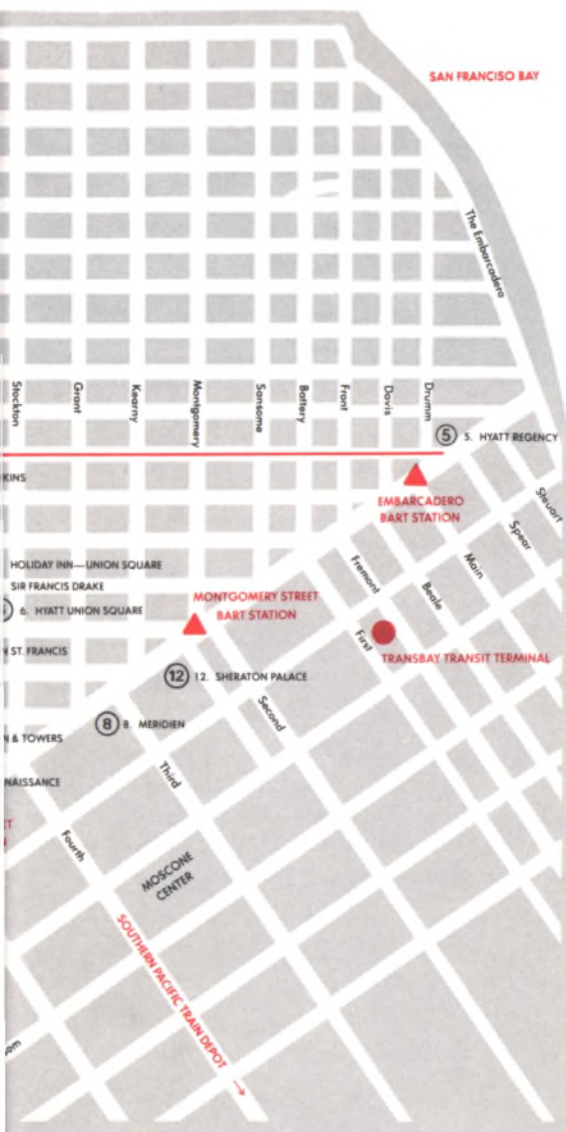 SAN FRANCISO BAY
The Embarcadero
Stockton
Grant
Kearny
Montgomery
Sansome
Battery
Front
Davis
Drumm
5 5. HYATT REGENCY
KINS
EMBARCADERO
BART STATION
Steuart
Spear
Main
Beale
Fremont
First
HOLIDAY INN—UNION SQUARE
SIR FRANCIS DRAKE
6. HYATT UNION SQUARE
MONTGOMERY STREET
BART STATION
ST. FRANCIS
TRANSBAY TRANSIT TERMINAL
12 12. SHERATON PALACE
Second
8 8. MERIDIEN
N & TOWERS
Third
NAISSANCE
Fourth
MOSCONE
CENTER
SOUTHERN PACIFIC TRAIN DEPOT →
om